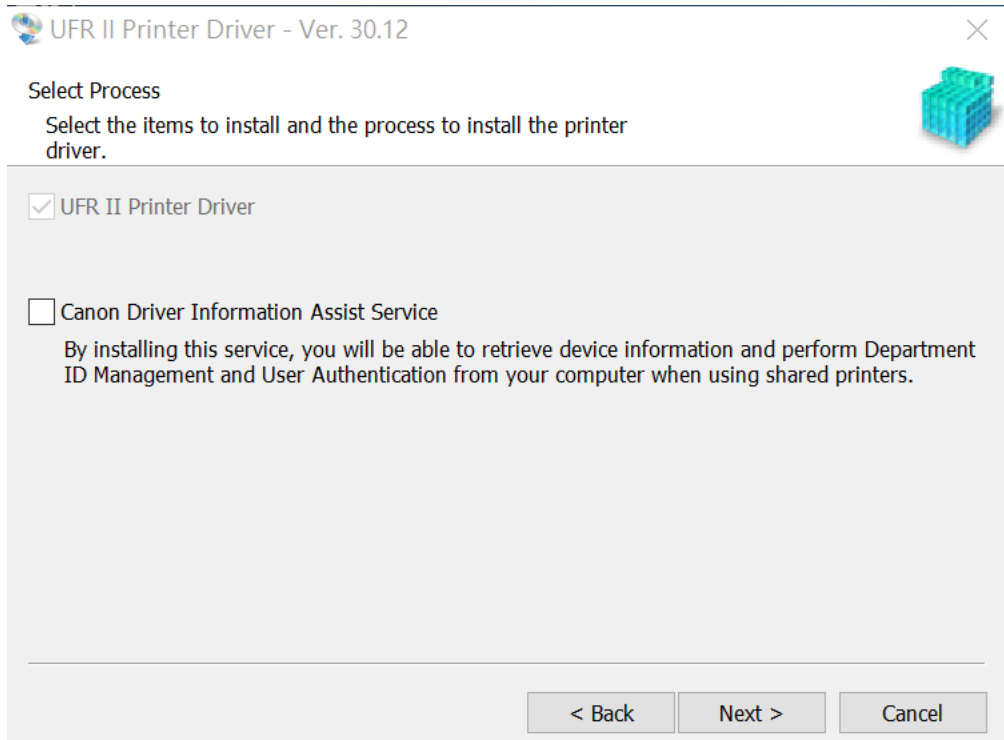 UFR II Printer Driver - Ver. 30.12
Select Process
Select the items to install and the process to install the printer
driver.
UFR II Printer Driver
Canon Driver Information Assist Service
By installing this service, you will be able to retrieve device information and perform Department
ID Management and User Authentication from your computer when using shared printers.
< Back
Next >
Cancel